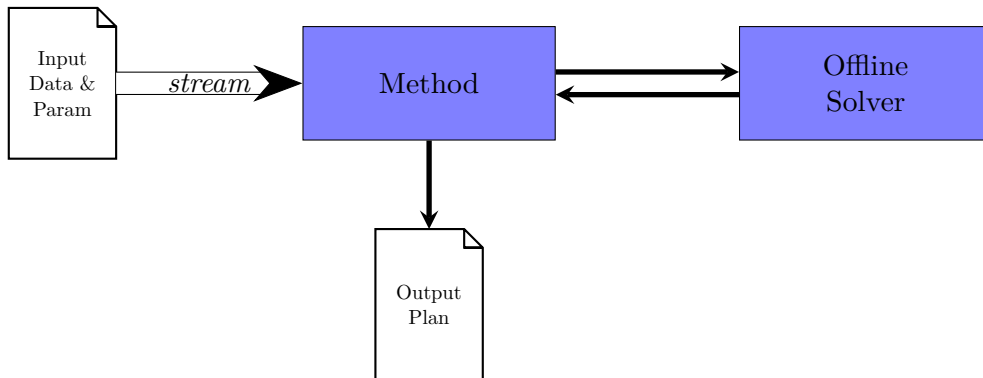 Input
Data &
Param
stream
Method
Offline
Solver
Output
Plan